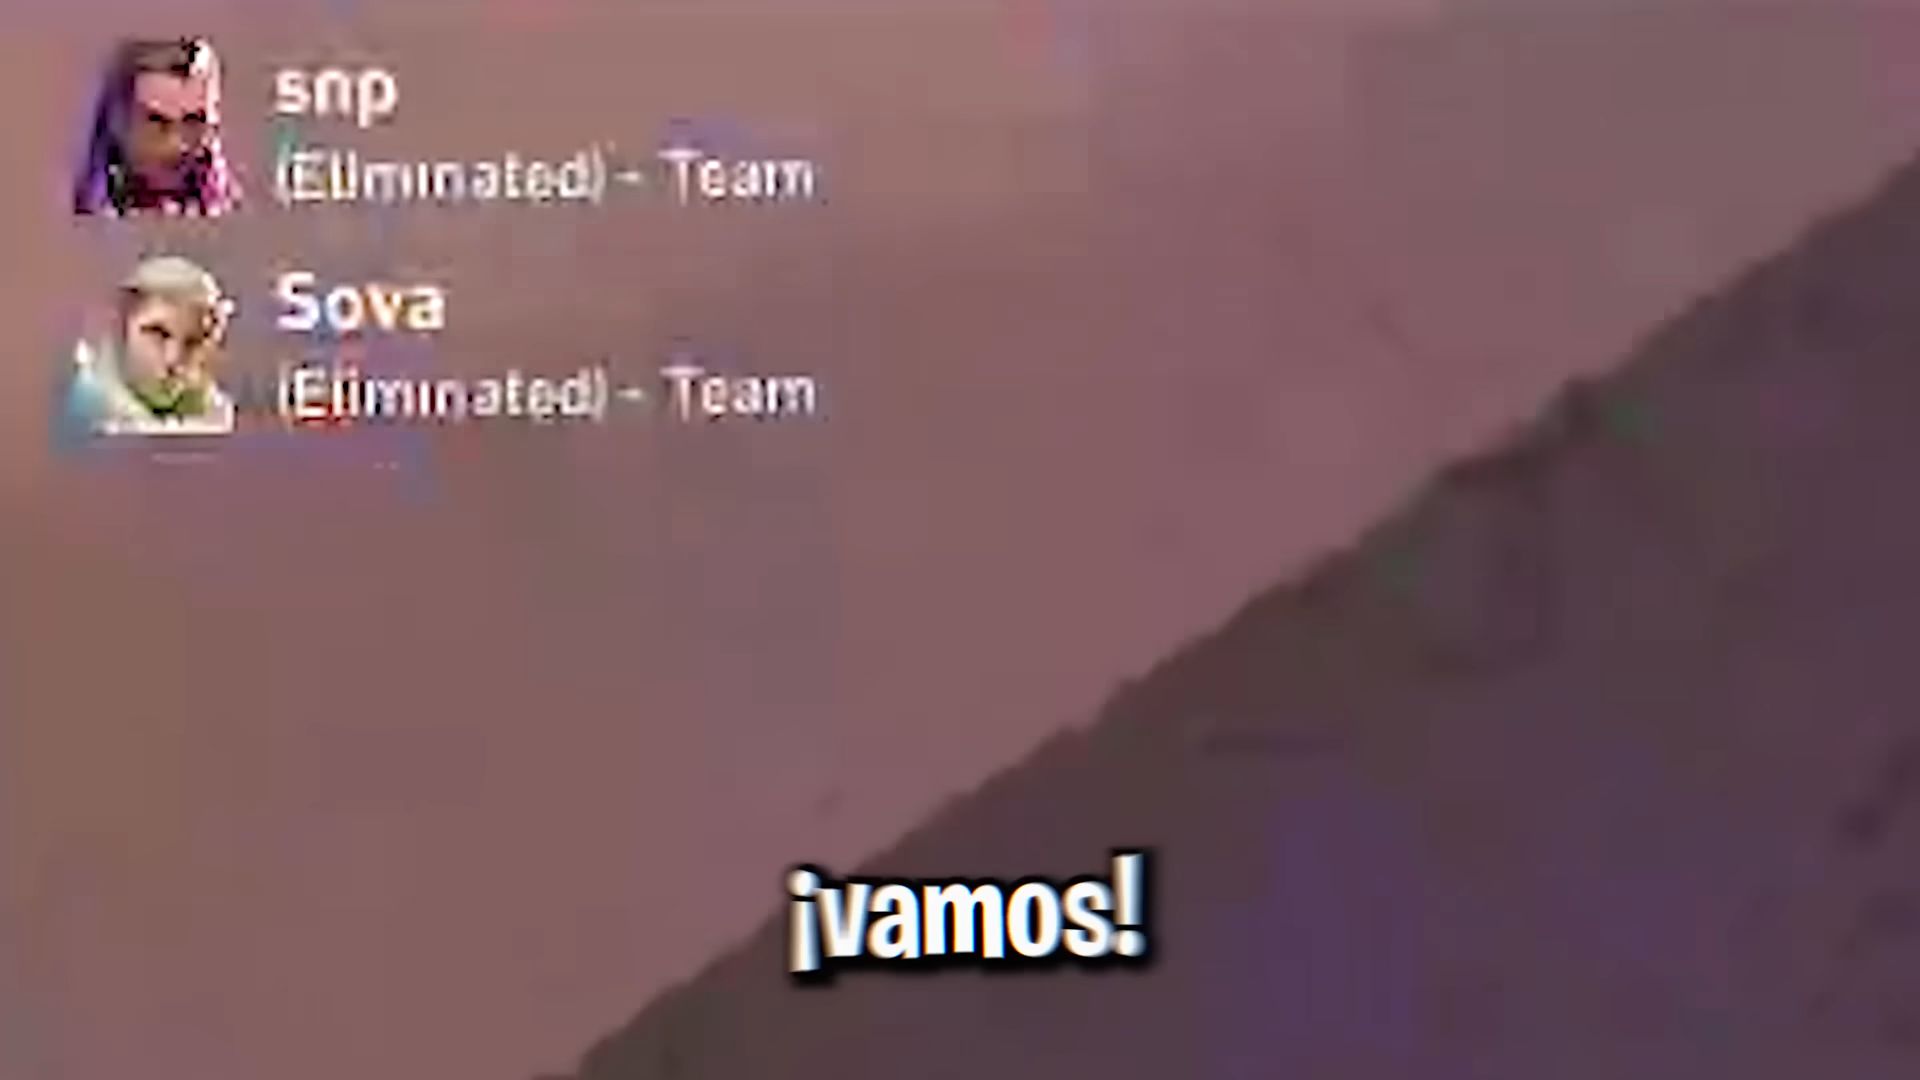 snp
(Eliminated) - Team
Sova
(Eliminated) - Team
¡vamos!